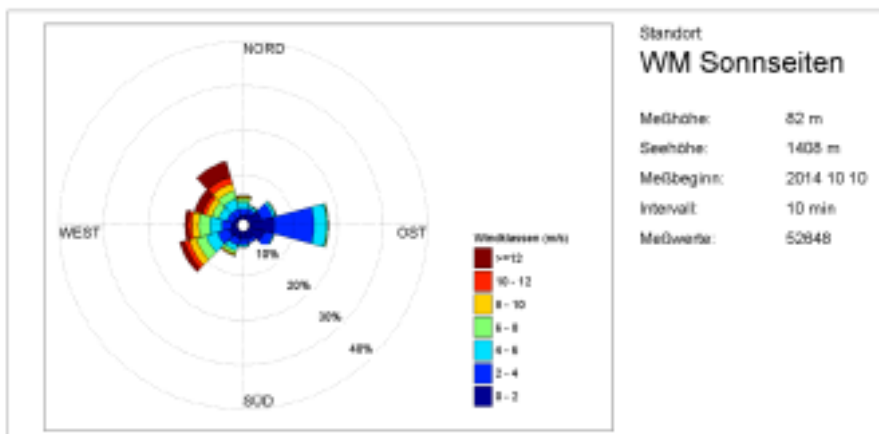 NORD
WEST
OST
SÜD
10%
20%
30%
40%
Windklassen (m/s)
>=12
10 - 12
8 - 10
6 - 8
4 - 6
2 - 4
0 - 2
Standort
WM Sonnseiten
Meßhöhe: 82 m
Seehöhe: 1408 m
Meßbeginn: 2014 10 10
Intervall: 10 min
Meßwerte: 52648